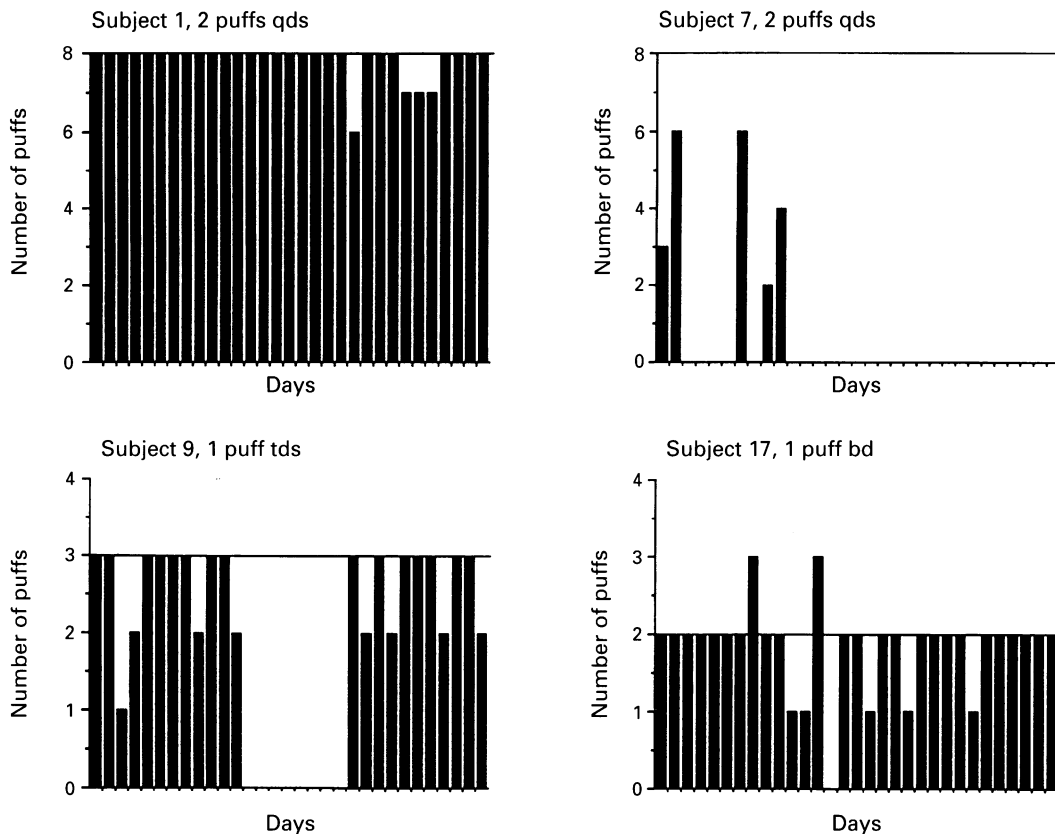 Subject 1, 2 puffs qds
8
6
4
2
0
Number of puffs
Days
Subject 7, 2 puffs qds
8
6
4
2
0
Number of puffs
Days
Subject 9, 1 puff tds
4
3
2
1
0
Number of puffs
Days
Subject 17, 1 puff bd
4
3
2
1
0
Number of puffs
Days